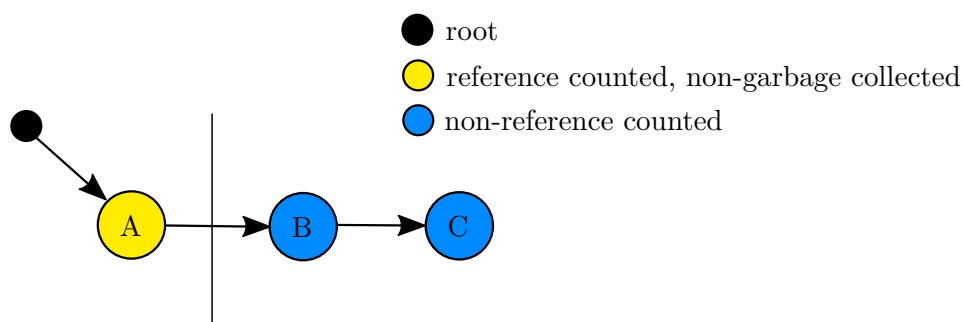 root
reference counted, non-garbage collected
non-reference counted
A
B
C